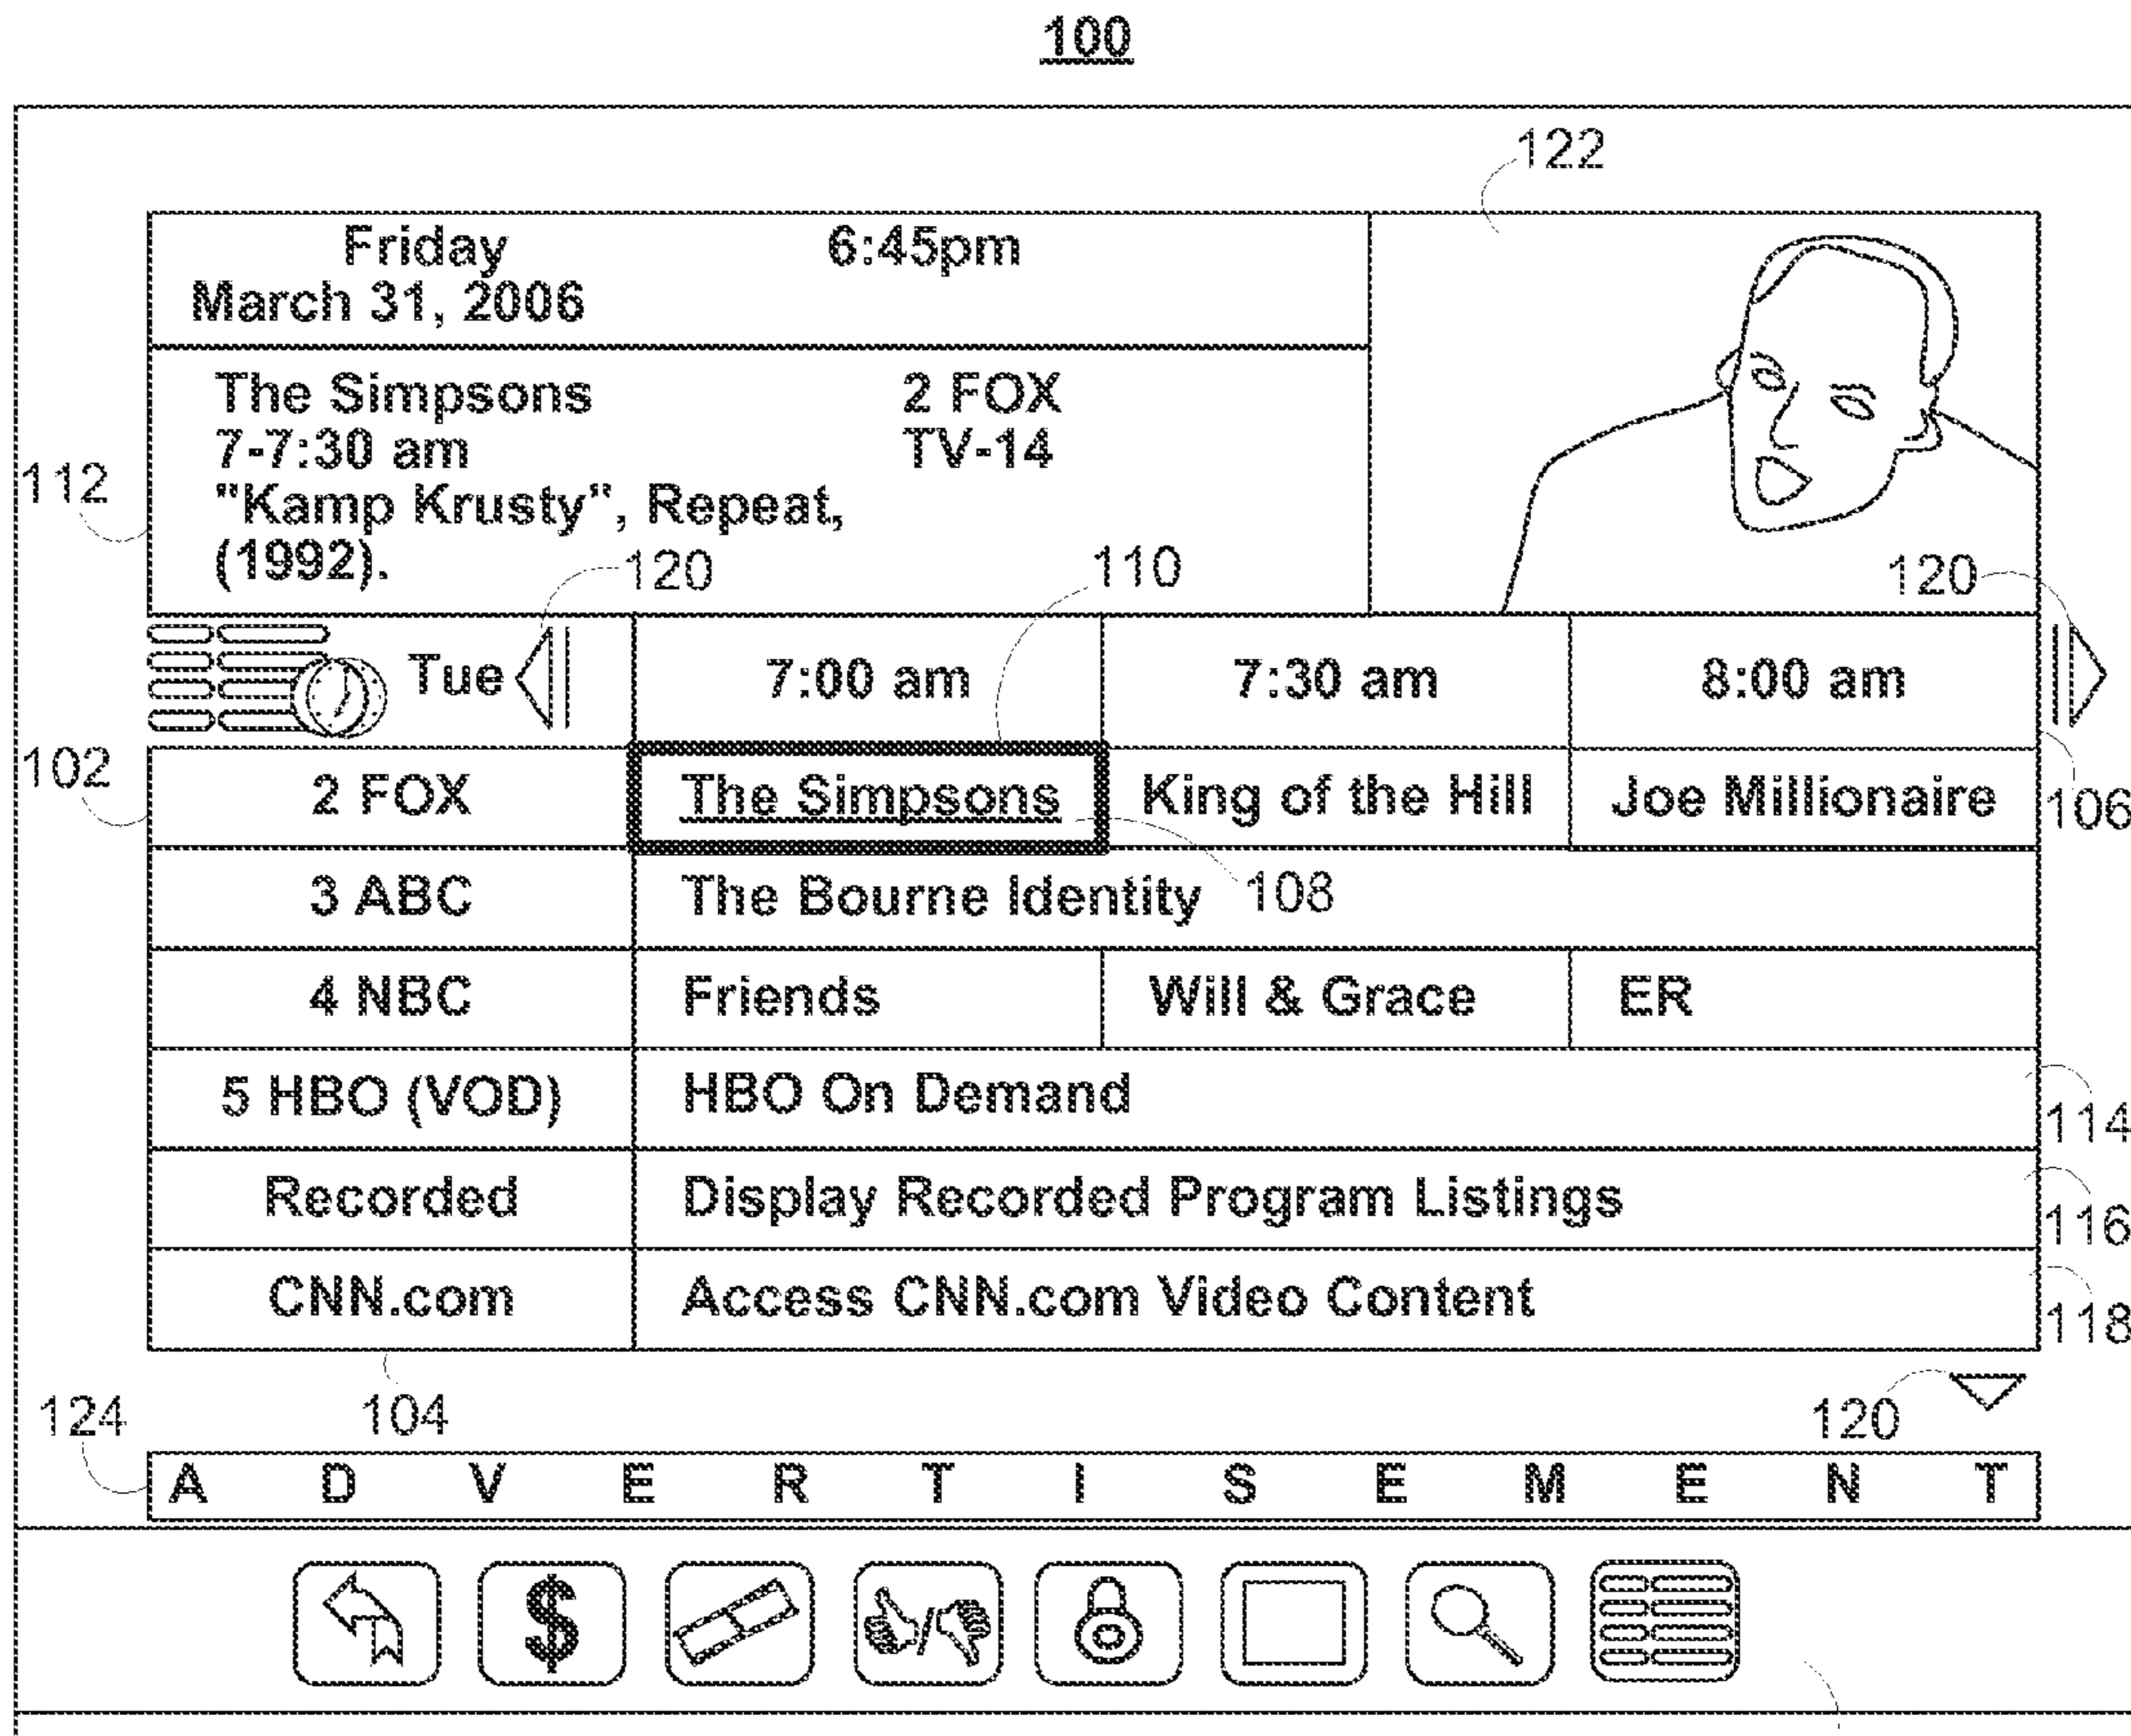 100
122
Friday 6:45pm
March 31, 2006
The Simpsons 2 FOX
7-7:30 am TV-14
112
"Kamp Krusty", Repeat,
(1992).
120 110 120
Tue 7:00 am 7:30 am 8:00 am
102
2 FOX The Simpsons King of the Hill Joe Millionaire
106
3 ABC The Bourne Identity 108
4 NBC Friends Will & Grace ER
5 HBO (VOD) HBO On Demand
114
Recorded Display Recorded Program Listings
116
CNN.com Access CNN.com Video Content
118
124 104 120
A D V E R T I S E M E N T
$
/